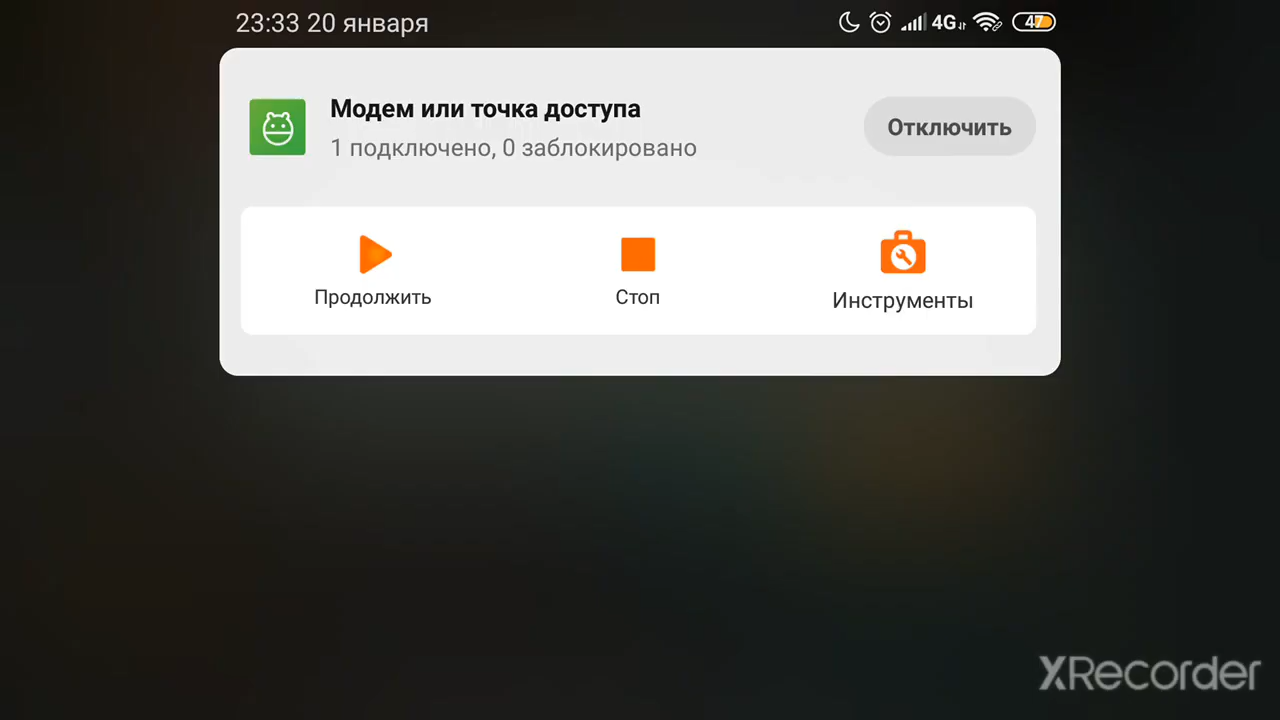 23:33 20 января
4G
47
Модем или точка доступа
1 подключено, 0 заблокировано
Отключить
Продолжить
Стоп
Инструменты
XRecorder